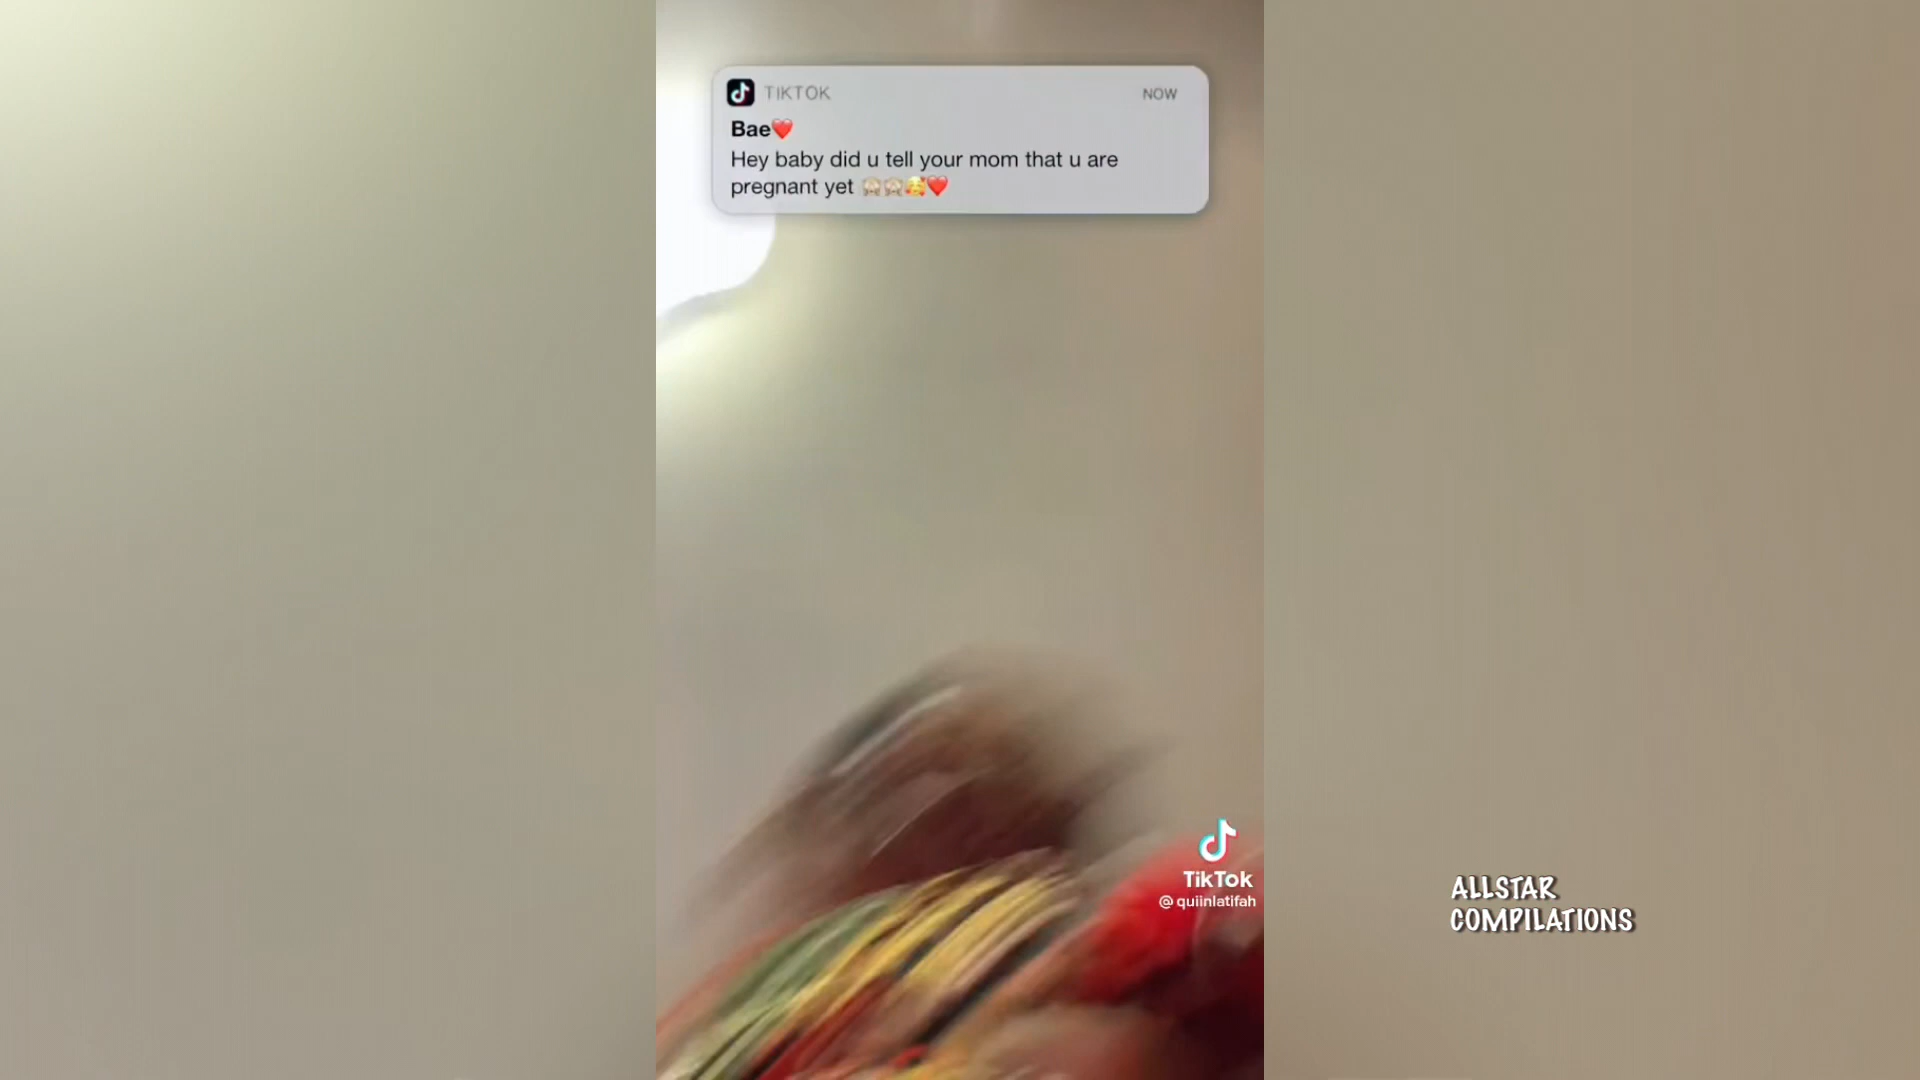 TIKTOK
NOW
Bae❤️
Hey baby did u tell your mom that u are
pregnant yet 🙈🙈🥰❤️
TikTok
@ quiinlatifah
ALLSTAR
COMPILATIONS